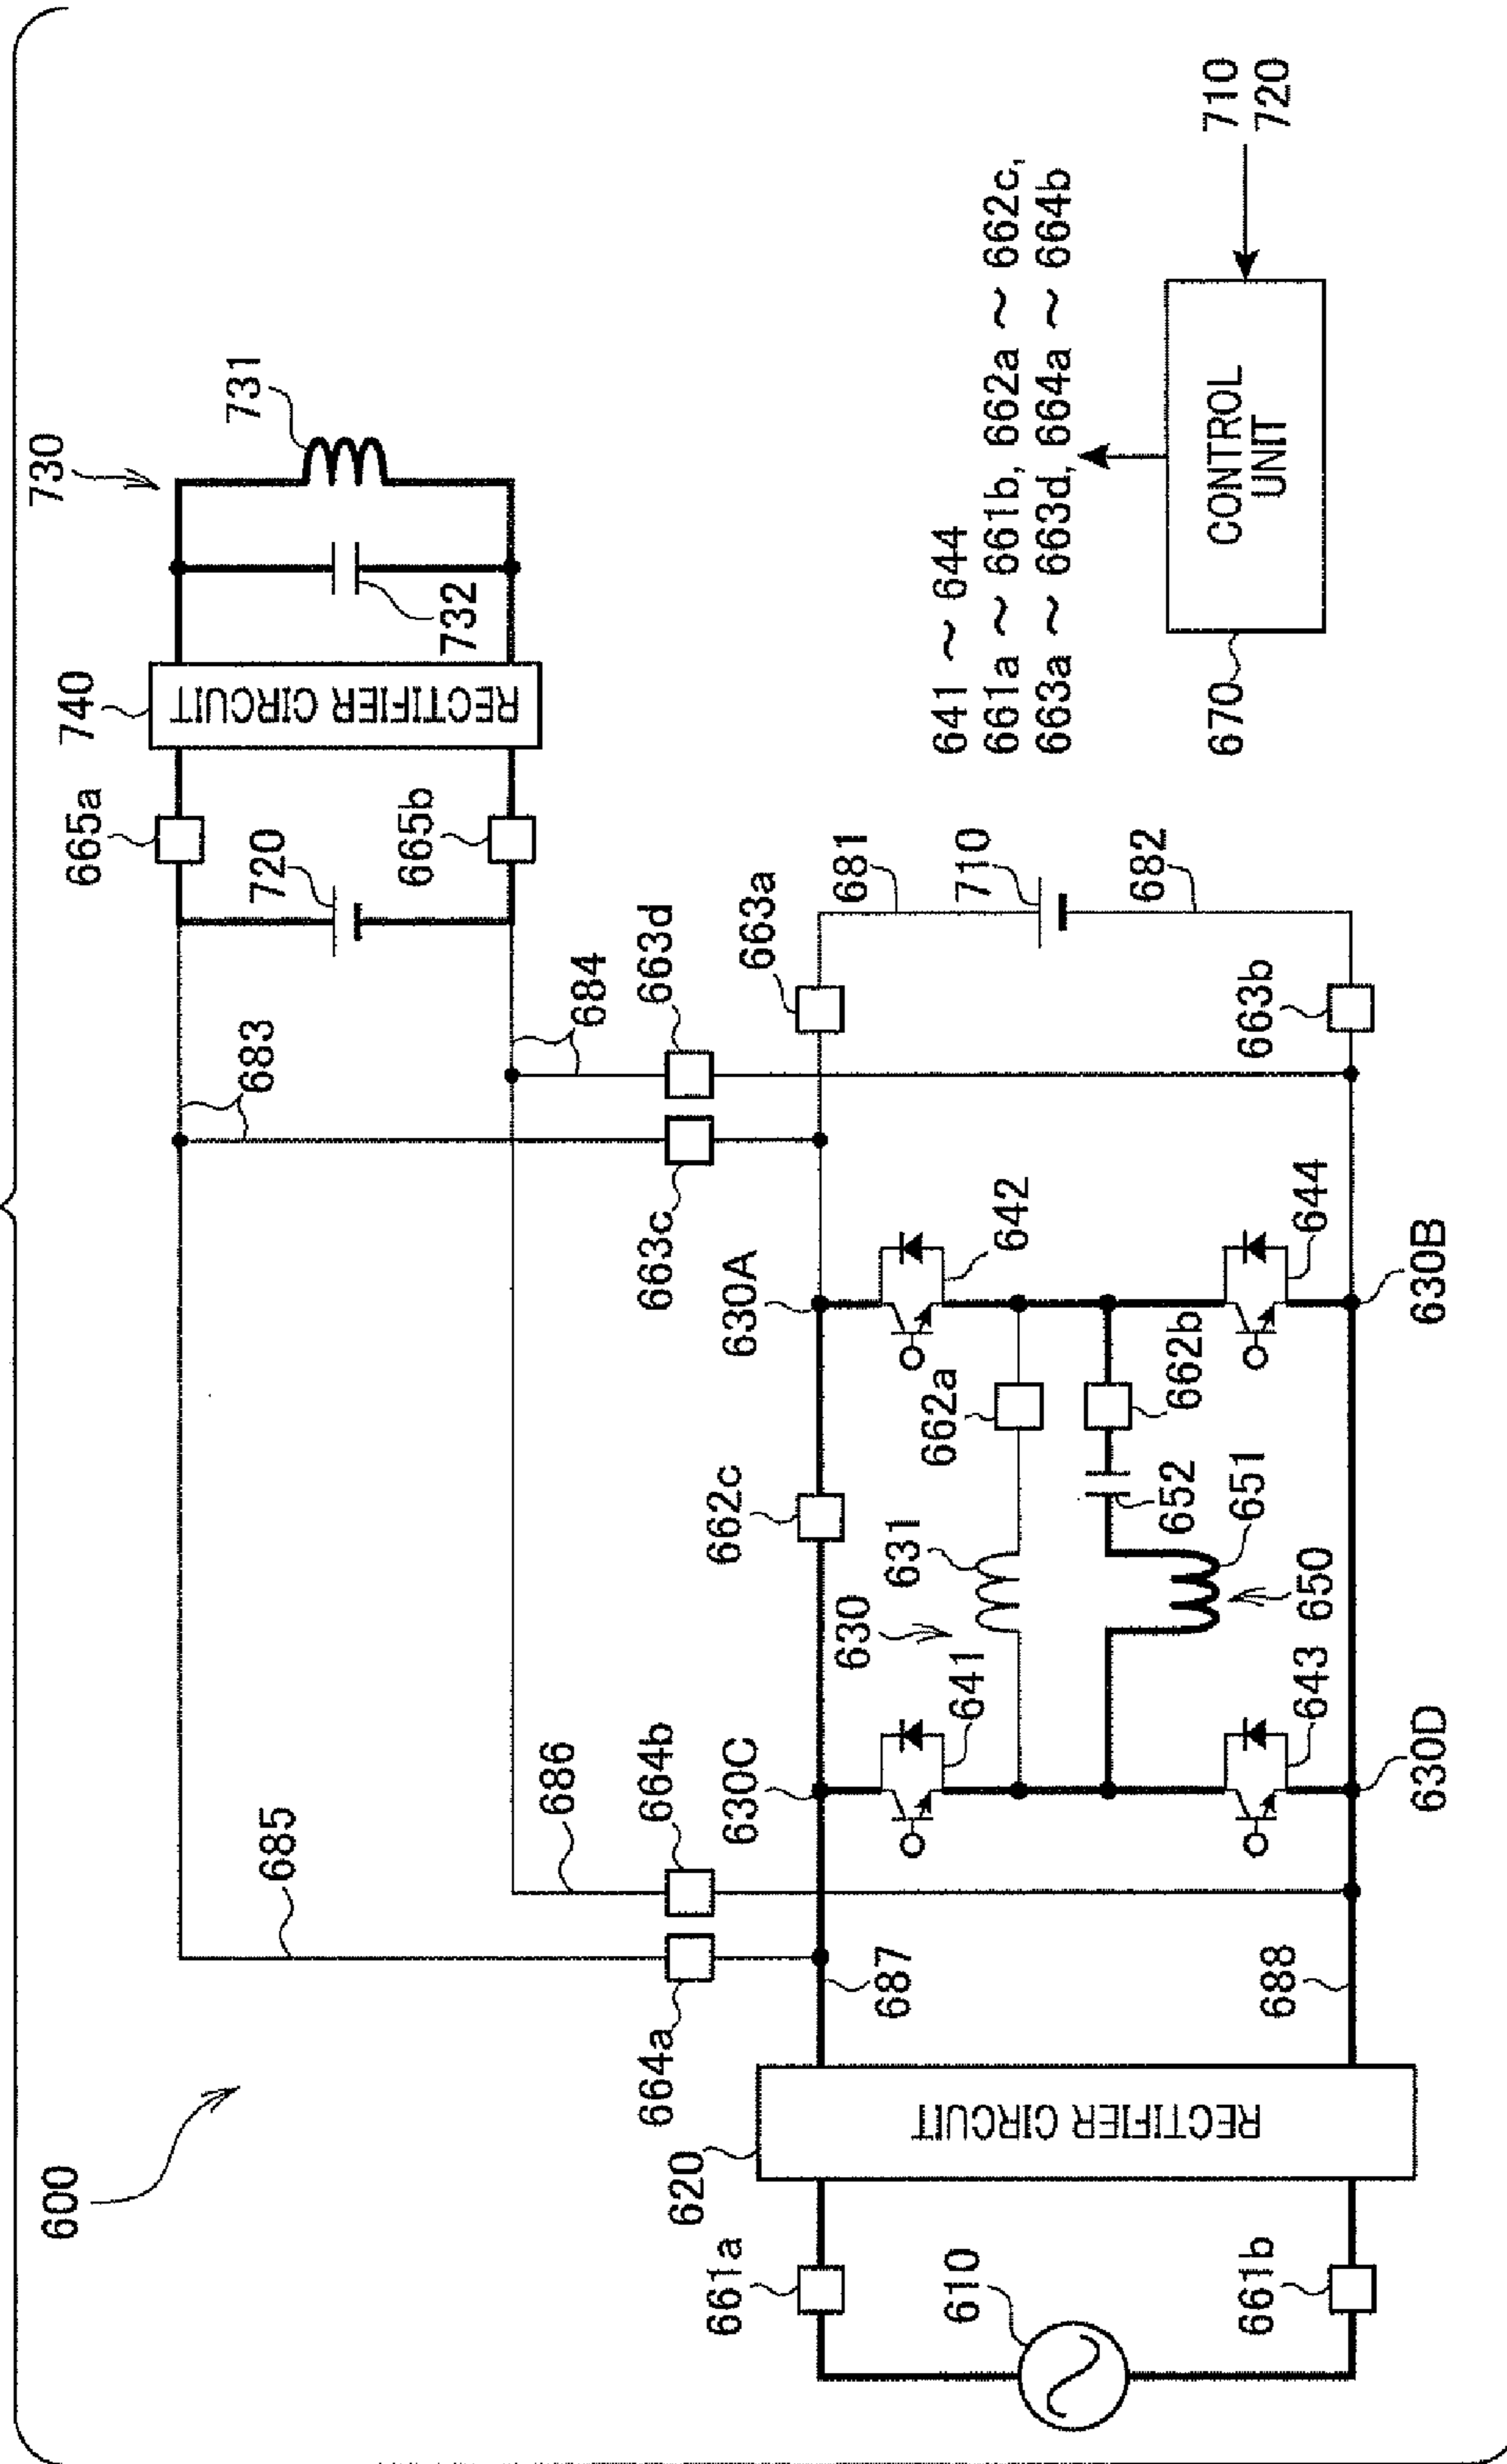 600
730
731
732
740
RECTIFIER CIRCUIT
665a
665b
720
683
684
685
686
664a
664b
663c
663d
663a
681
710
682
663b
662c
630A
630C
642
662a
631
630
641
662b
652
651
650
644
643
630B
630D
687
688
620
RECTIFIER CIRCUIT
661a
610
661b
641 ~ 644
661a ~ 661b, 662a ~ 662c,
663a ~ 663d, 664a ~ 664b
670
CONTROL
UNIT
710
720